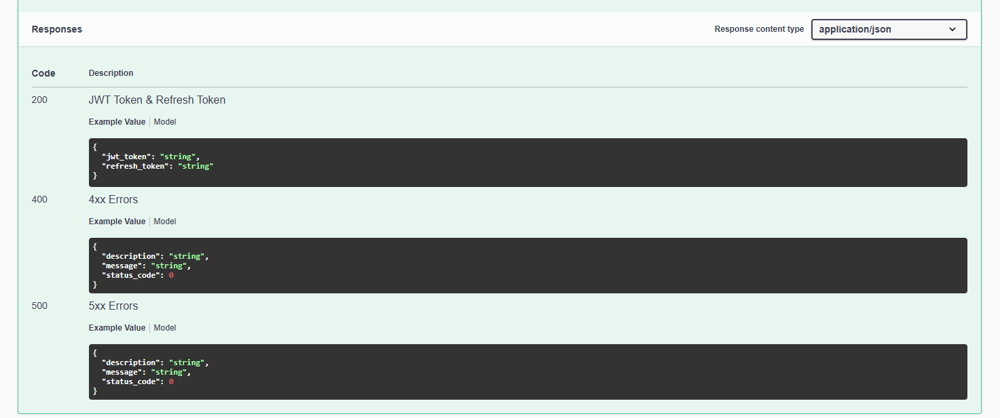 Responses
Response content type application/json
Code Description
200 JWT Token & Refresh Token
Example Value Model
{
"jwt_token": "string",
"refresh_token": "string"
}
400 4xx Errors
Example Value Model
{
"description": "string",
"message": "string",
"status_code": 0
}
500 5xx Errors
Example Value Model
{
"description": "string",
"message": "string",
"status_code": 0
}